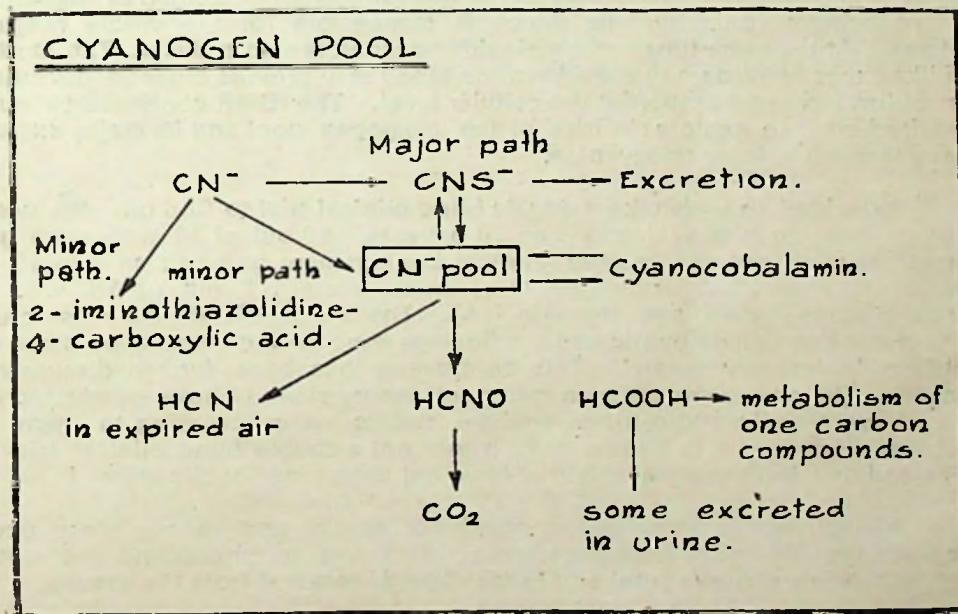 CYANOGEN POOL
Major path
CN⁻ CNS⁻ Excretion.
Minor
path. minor path CN⁻ pool Cyanocobalamin.
2-iminothiazolidine-
4-carboxylic acid.
HCN HCNO HCOOH metabolism of
in expired air one carbon
compounds.
CO₂ some excreted
in urine.